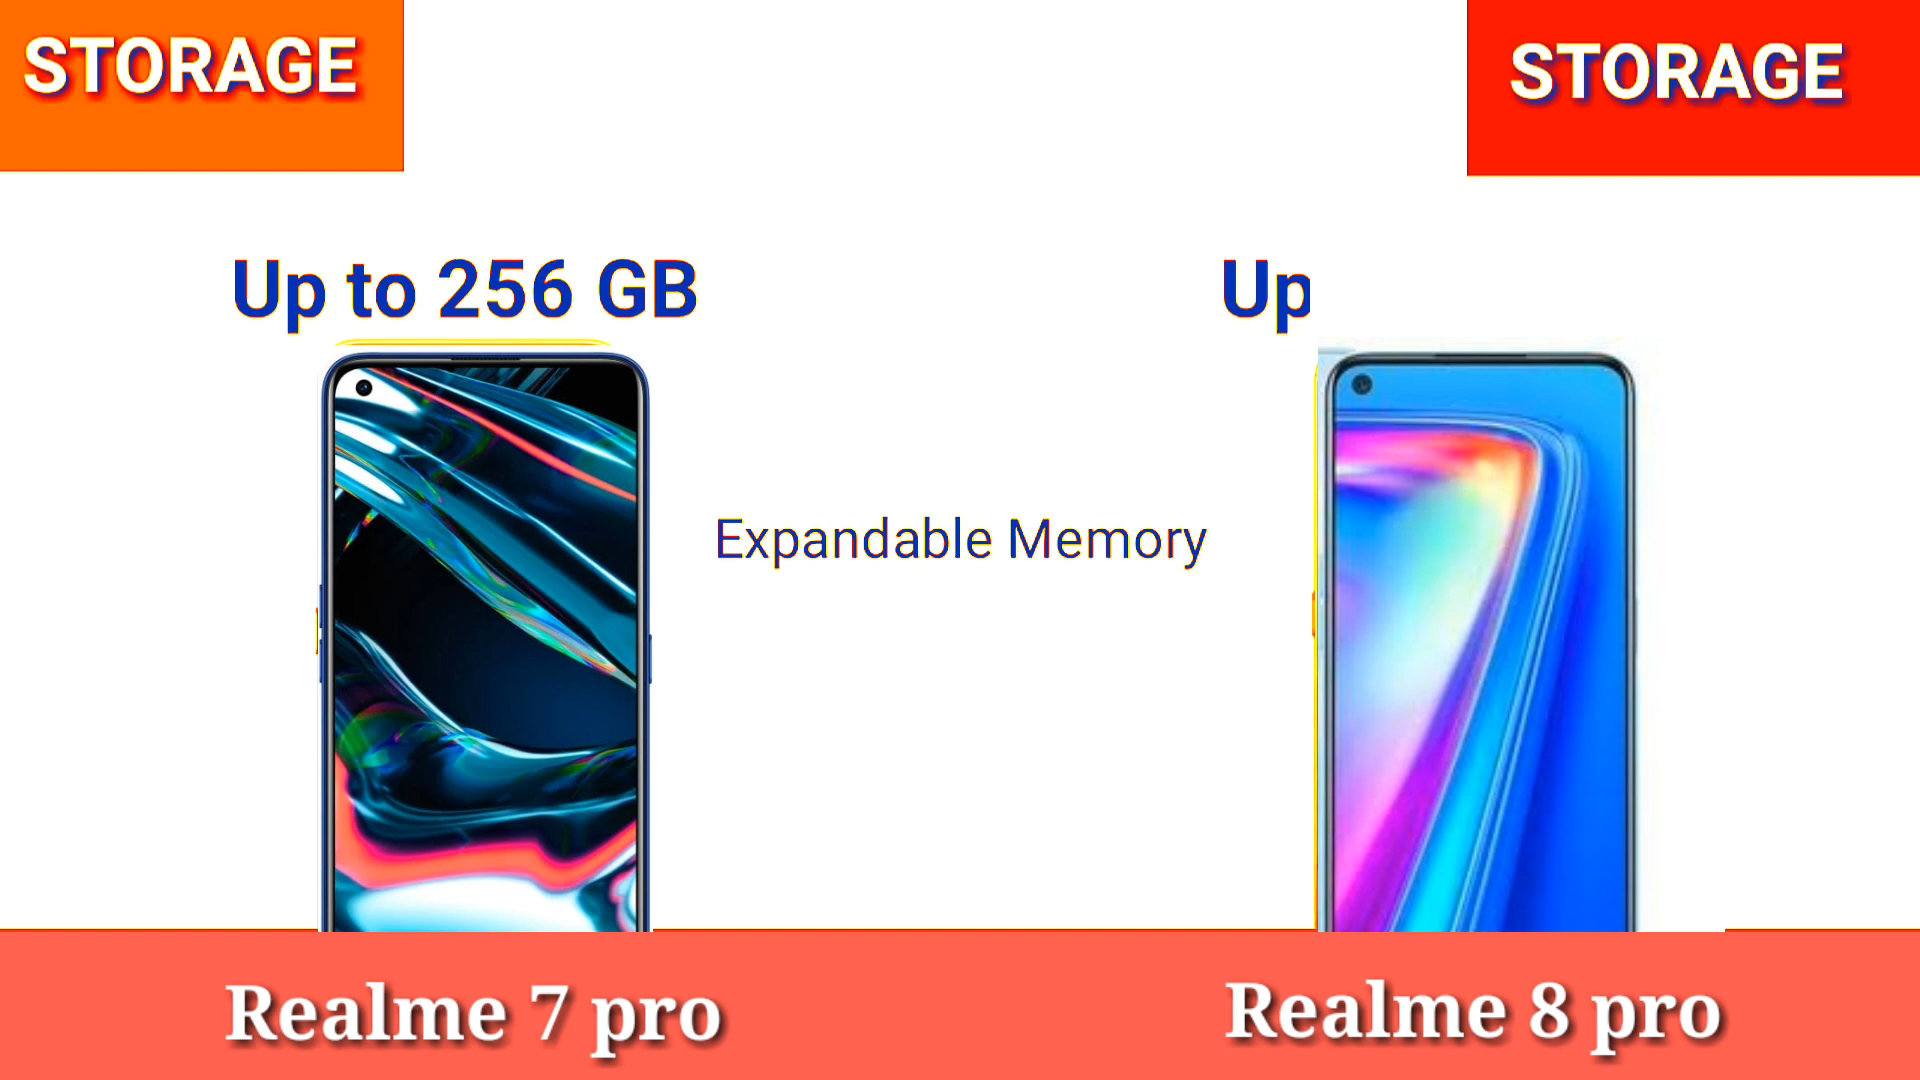 STORAGE
STORAGE
Up to 256 GB
Up
Expandable Memory
Realme 7 pro
Realme 8 pro